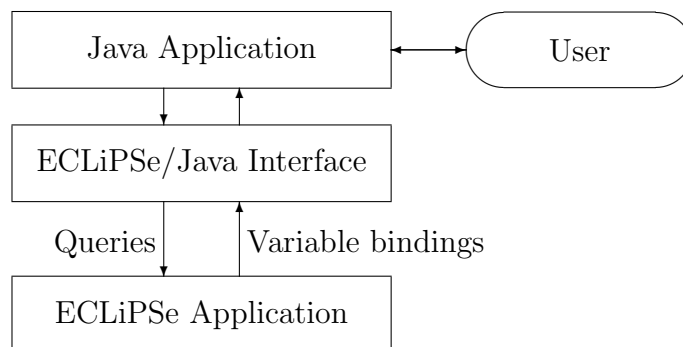 Java Application
User
ECLiPSe/Java Interface
Queries
Variable bindings
ECLiPSe Application